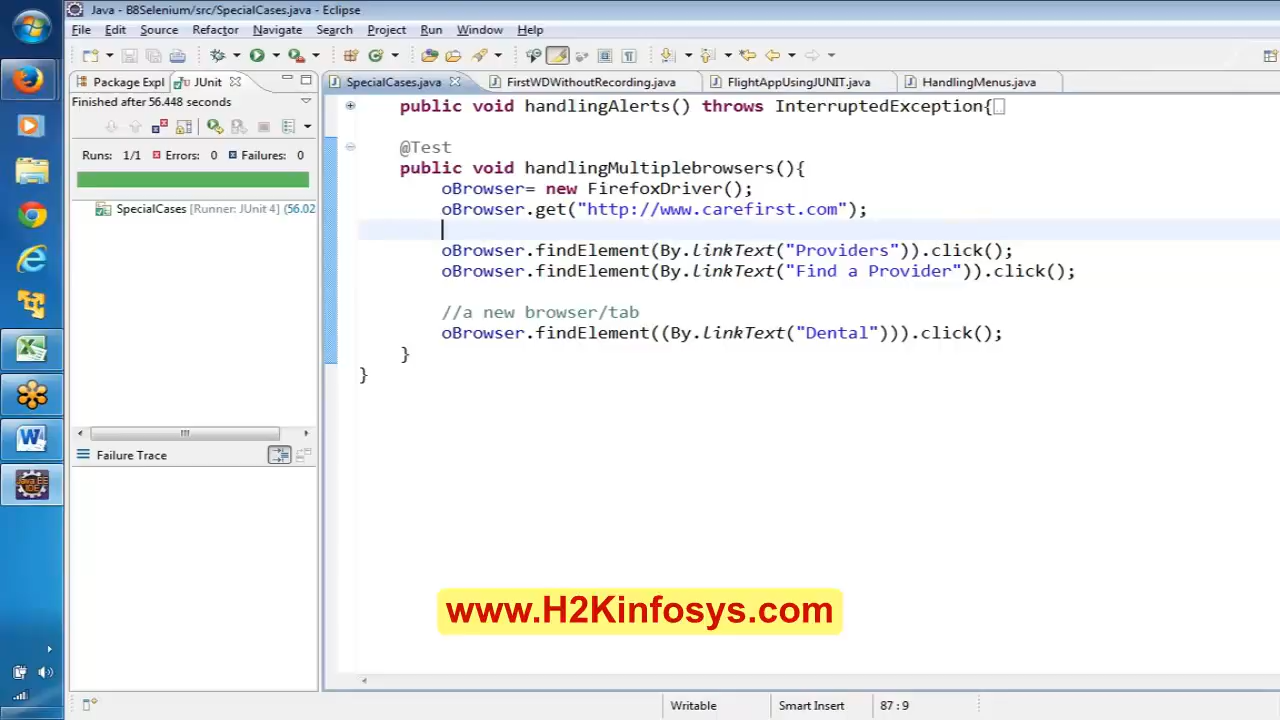 Java - B8Selenium/src/SpecialCases.java - Eclipse
File Edit Source Refactor Navigate Search Project Run Window Help
Package Expl JUnit
SpecialCases.java FirstWDWithoutRecording.java FlightAppUsingJUNIT.java HandlingMenus.java
Finished after 56.448 seconds
Runs: 1/1 Errors: 0 Failures: 0
SpecialCases [Runner: JUnit 4] (56.02
Failure Trace
public void handlingAlerts() throws InterruptedException{
@Test
public void handlingMultiplebrowsers(){
oBrowser= new FirefoxDriver();
oBrowser.get("http://www.carefirst.com");
oBrowser.findElement(By.linkText("Providers")).click();
oBrowser.findElement(By.linkText("Find a Provider")).click();
//a new browser/tab
oBrowser.findElement((By.linkText("Dental"))).click();
}
}
www.H2Kinfosys.com
Writable Smart Insert 87 : 9
Java EE
IDE